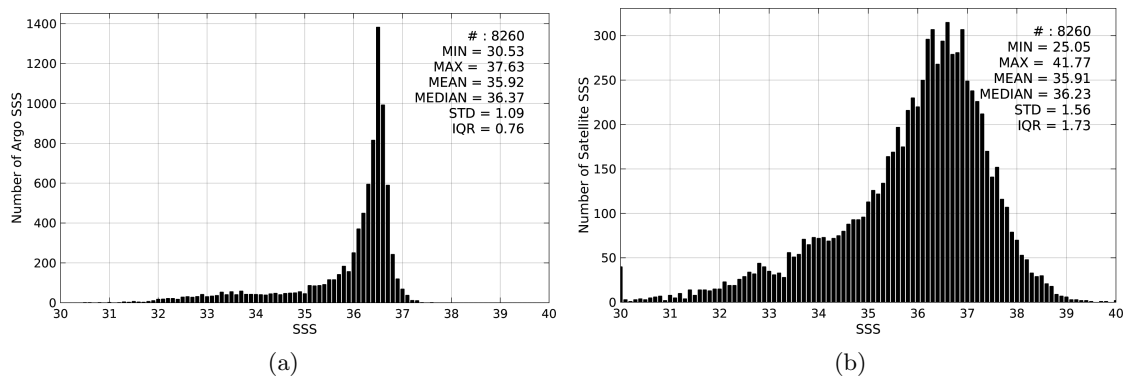 1400
1200
1000
800
600
400
200
0
Number of Argo SSS
# : 8260
MIN = 30.53
MAX = 37.63
MEAN = 35.92
MEDIAN = 36.37
STD = 1.09
IQR = 0.76
30 31 32 33 34 35 36 37 38 39 40
SSS
(a)
300
250
200
150
100
50
0
Number of Satellite SSS
# : 8260
MIN = 25.05
MAX = 41.77
MEAN = 35.91
MEDIAN = 36.23
STD = 1.56
IQR = 1.73
30 31 32 33 34 35 36 37 38 39 40
SSS
(b)